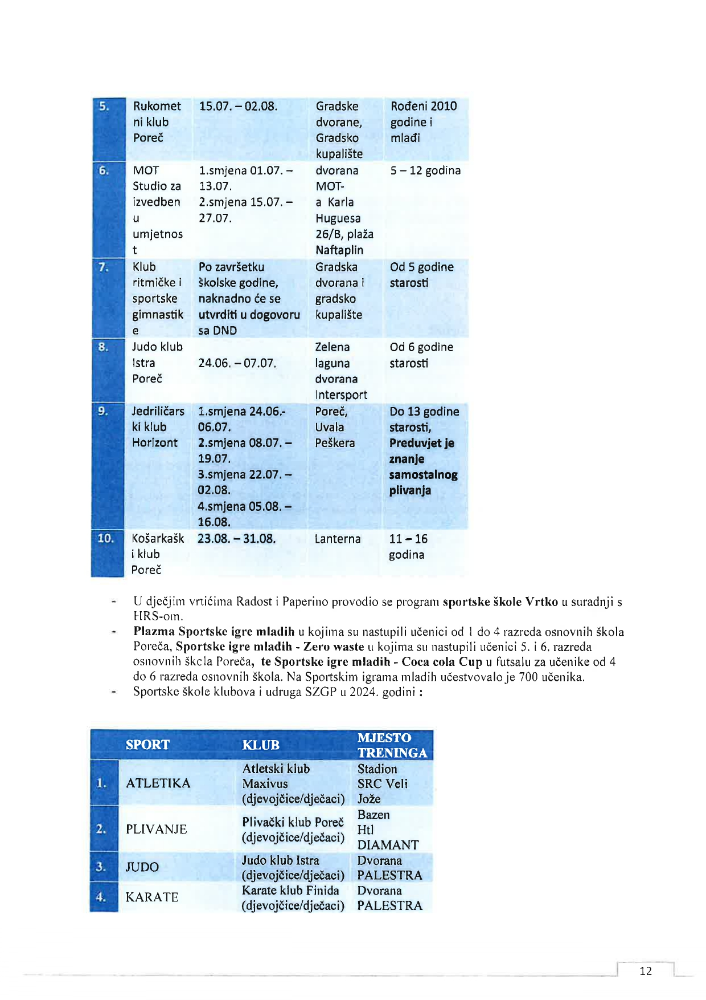 5. Rukomet 15.07. – 02.08. Gradske Rođeni 2010
ni klub dvorane, godine i
Poreč Gradsko mlađi
kupalište
6. MOT 1.smjena 01.07. – dvorana 5 – 12 godina
Studio za 13.07. MOT-
izvedben 2.smjena 15.07. – a Karla
u 27.07. Huguesa
umjetnos 26/B, plaža
t Naftaplin
7. Klub Po završetku Gradska Od 5 godine
ritmičke i školske godine, dvorana i starosti
sportske naknadno će se gradsko
gimnastik utvrditi u dogovoru kupalište
e sa DND
8. Judo klub Zelena Od 6 godine
Istra 24.06. – 07.07. laguna starosti
Poreč dvorana
Intersport
9. Jedriličars 1.smjena 24.06.- Poreč, Do 13 godine
ki klub 06.07. Uvala starosti,
Horizont 2.smjena 08.07. – Peškera Preduvjet je
19.07. znanje
3.smjena 22.07. – samostalnog
02.08. plivanja
4.smjena 05.08. –
16.08.
10. Košarkašk 23.08. – 31.08. Lanterna 11 – 16
i klub godina
Poreč
- U dječjim vrtićima Radost i Paperino provodio se program sportske škole Vrtko u suradnji s
HRS-om.
- Plazma Sportske igre mladih u kojima su nastupili učenici od 1 do 4 razreda osnovnih škola
Poreča, Sportske igre mladih - Zero waste u kojima su nastupili učenici 5. i 6. razreda
osnovnih škola Poreča, te Sportske igre mladih - Coca cola Cup u futsalu za učenike od 4
do 6 razreda osnovnih škola. Na Sportskim igrama mladih učestvovalo je 700 učenika.
- Sportske škole klubova i udruga SZGP u 2024. godini :
SPORT KLUB MJESTO
TRENINGA
Atletski klub Stadion
1. ATLETIKA Maxivus SRC Veli
(djevojčice/dječaci) Jože
Plivački klub Poreč Bazen
2. PLIVANJE (djevojčice/dječaci) Htl
DIAMANT
3. JUDO Judo klub Istra Dvorana
(djevojčice/dječaci) PALESTRA
4. KARATE Karate klub Finida Dvorana
(djevojčice/dječaci) PALESTRA
12